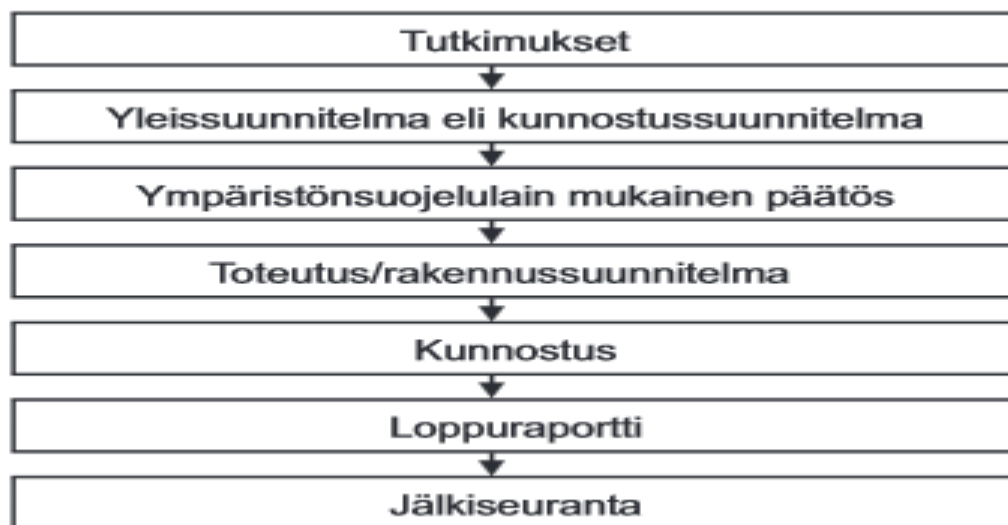 Tutkimukset
Yleissuunnitelma eli kunnostussuunnitelma
Ympäristönsuojelulain mukainen päätös
Toteutus/rakennussuunnitelma
Kunnostus
Loppuraportti
Jälkiseuranta